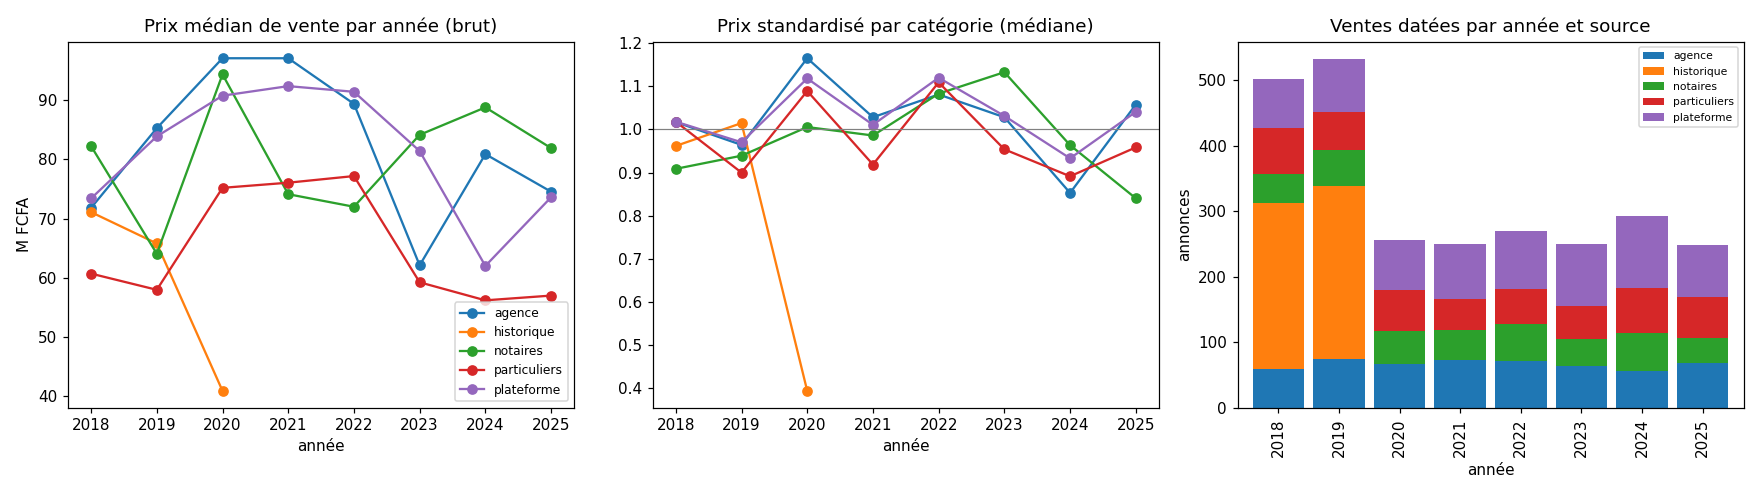 Prix médian de vente par année (brut)
M FCFA
90
80
70
60
50
40
2018 2019 2020 2021 2022 2023 2024 2025
année
agence
historique
notaires
particuliers
plateforme
Prix standardisé par catégorie (médiane)
1.2
1.1
1.0
0.9
0.8
0.7
0.6
0.5
0.4
2018 2019 2020 2021 2022 2023 2024 2025
année
Ventes datées par année et source
annonces
500
400
300
200
100
0
2018 2019 2020 2021 2022 2023 2024 2025
année
agence
historique
notaires
particuliers
plateforme